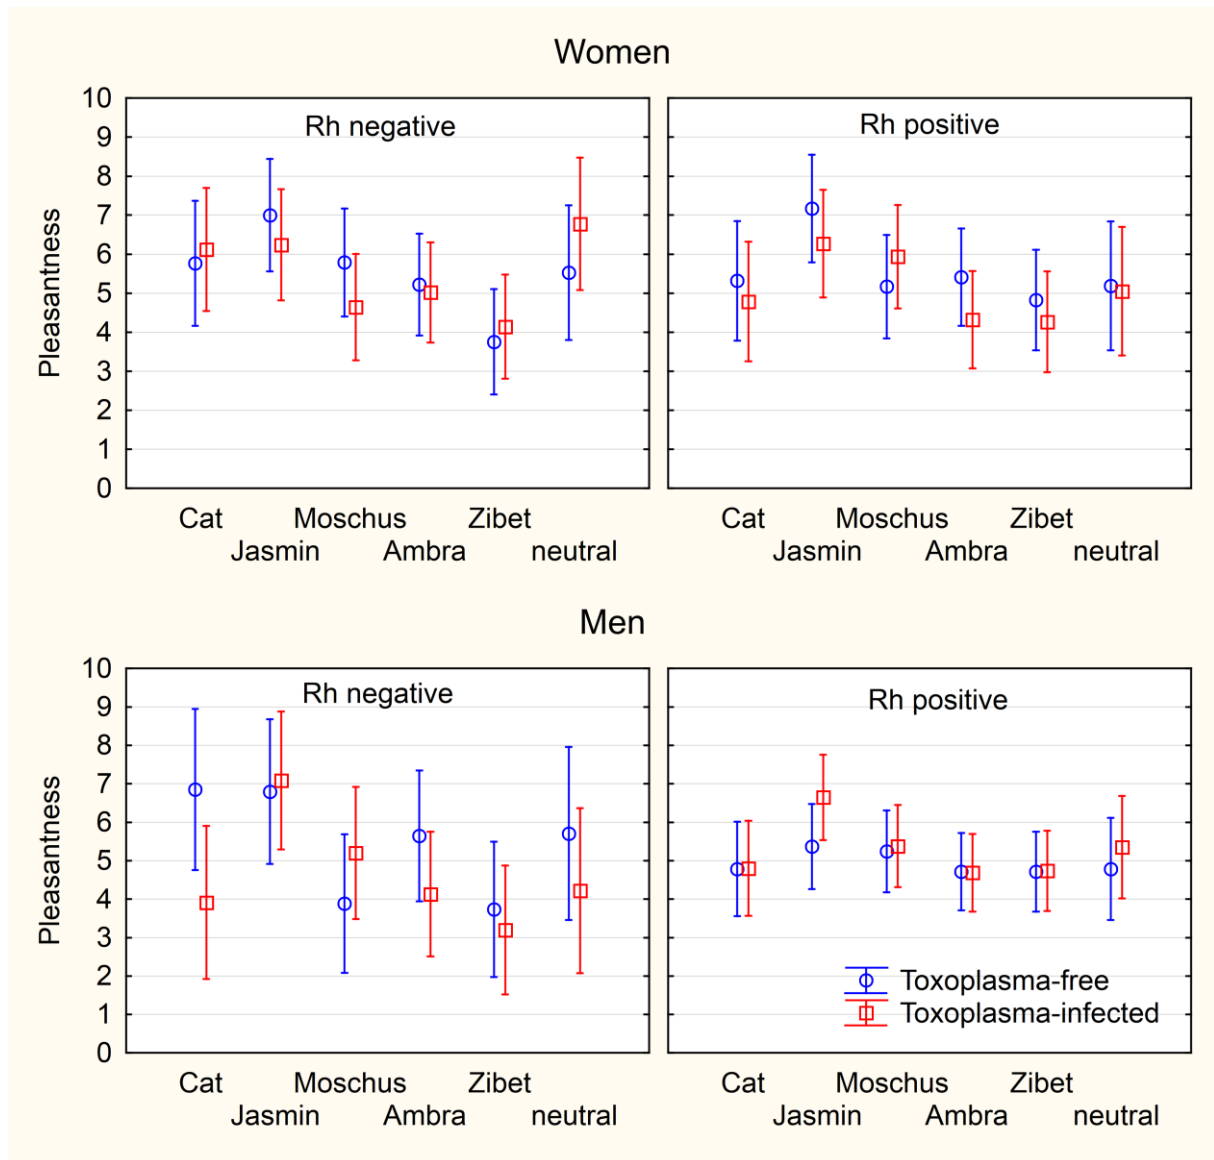 Women
Rh negative
Rh positive
Pleasantness
10
9
8
7
6
5
4
3
2
1
0
Cat Moschus Zibet Cat Moschus Zibet
Jasmin Ambra neutral Jasmin Ambra neutral
Men
Rh negative
Rh positive
Pleasantness
10
9
8
7
6
5
4
3
2
1
0
Toxoplasma-free
Toxoplasma-infected
Cat Moschus Zibet Cat Moschus Zibet
Jasmin Ambra neutral Jasmin Ambra neutral